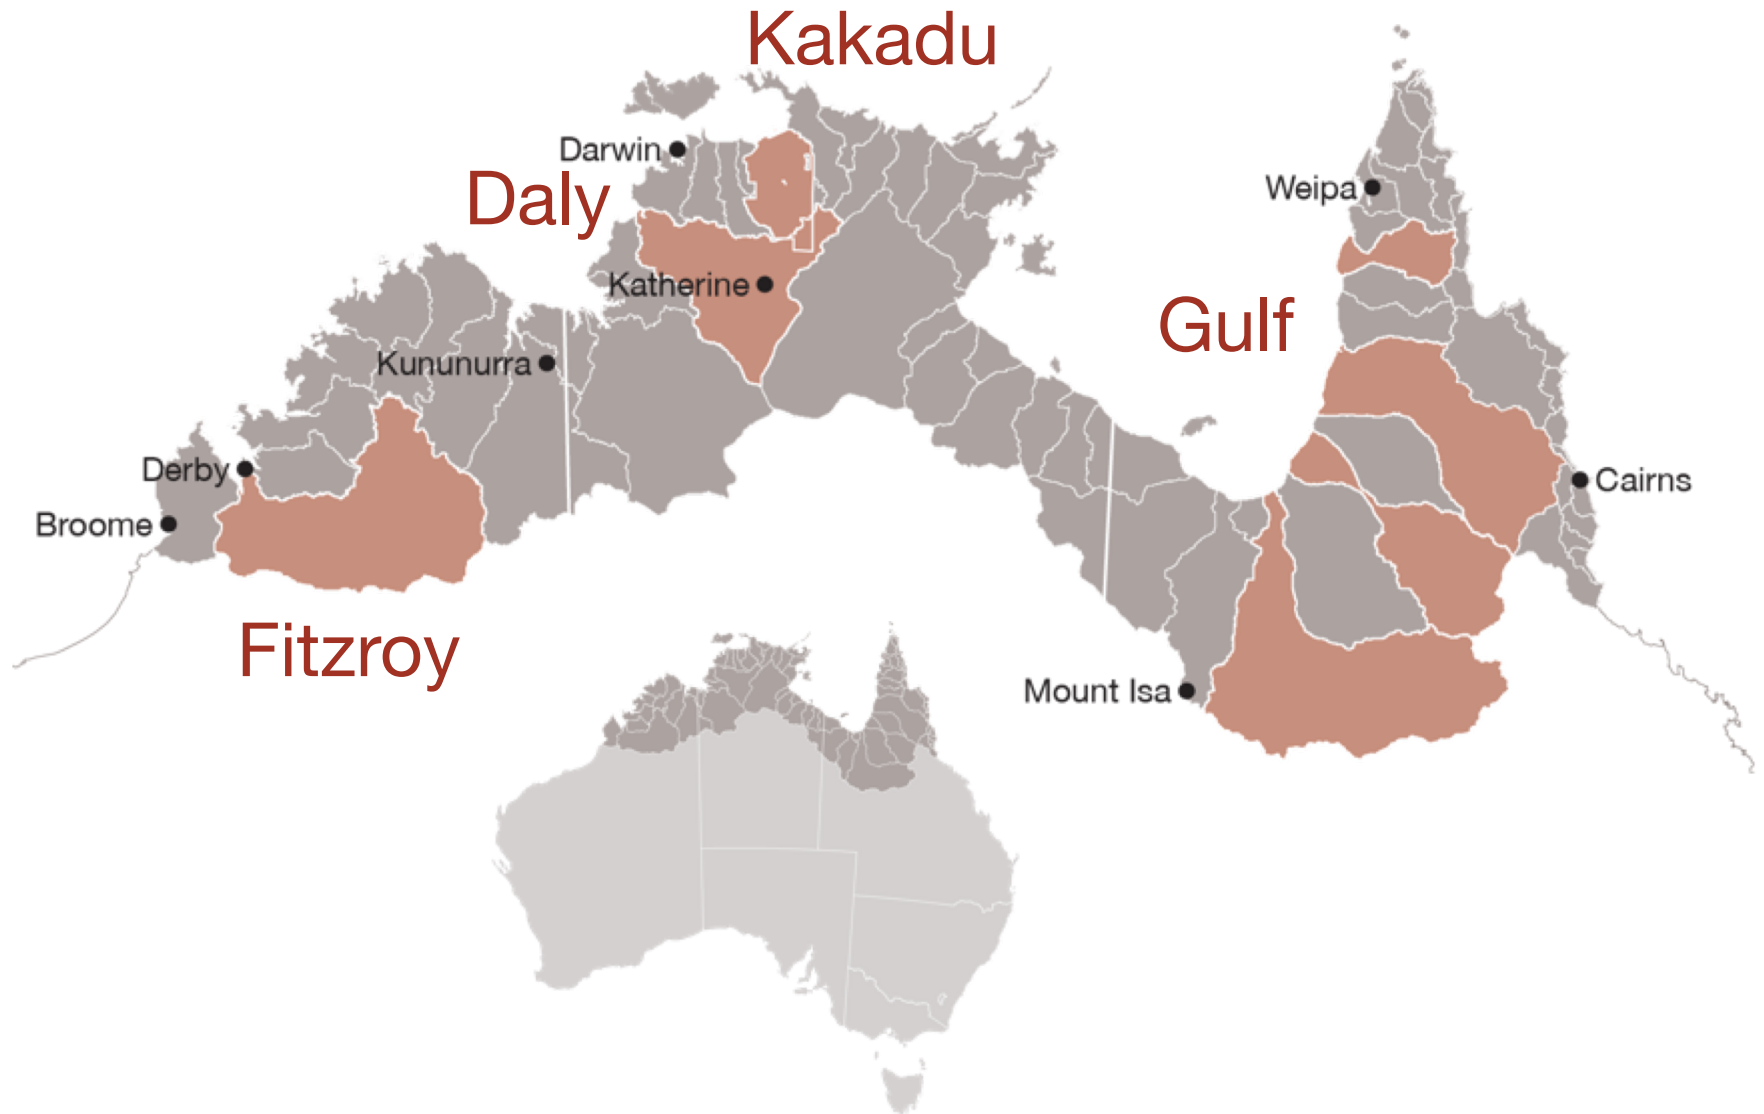 Kakadu
Darwin
Daly
Weipa
Katherine
Gulf
Kununurra
Derby
Cairns
Broome
Fitzroy
Mount Isa